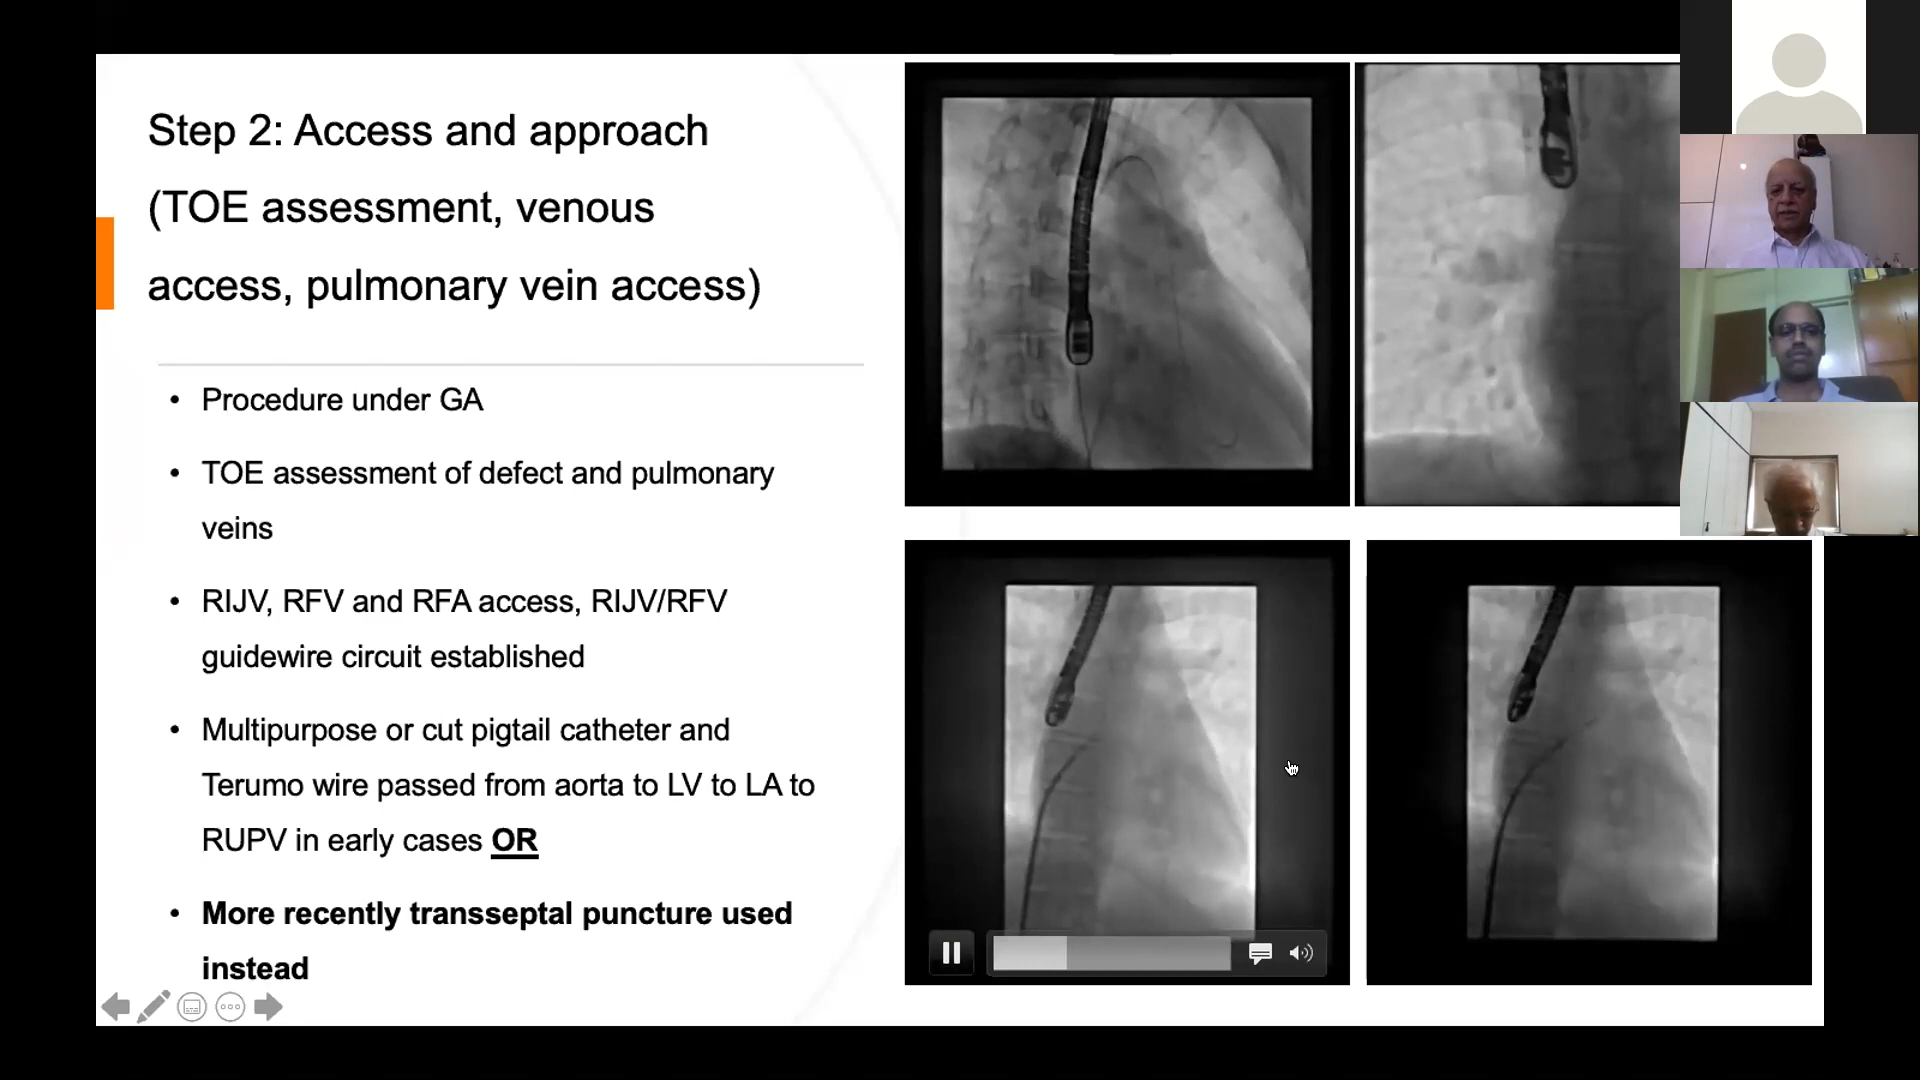 Step 2: Access and approach
(TOE assessment, venous
access, pulmonary vein access)
• Procedure under GA
• TOE assessment of defect and pulmonary
veins
• RIJV, RFV and RFA access, RIJV/RFV
guidewire circuit established
• Multipurpose or cut pigtail catheter and
Terumo wire passed from aorta to LV to LA to
RUPV in early cases OR
• More recently transseptal puncture used
instead